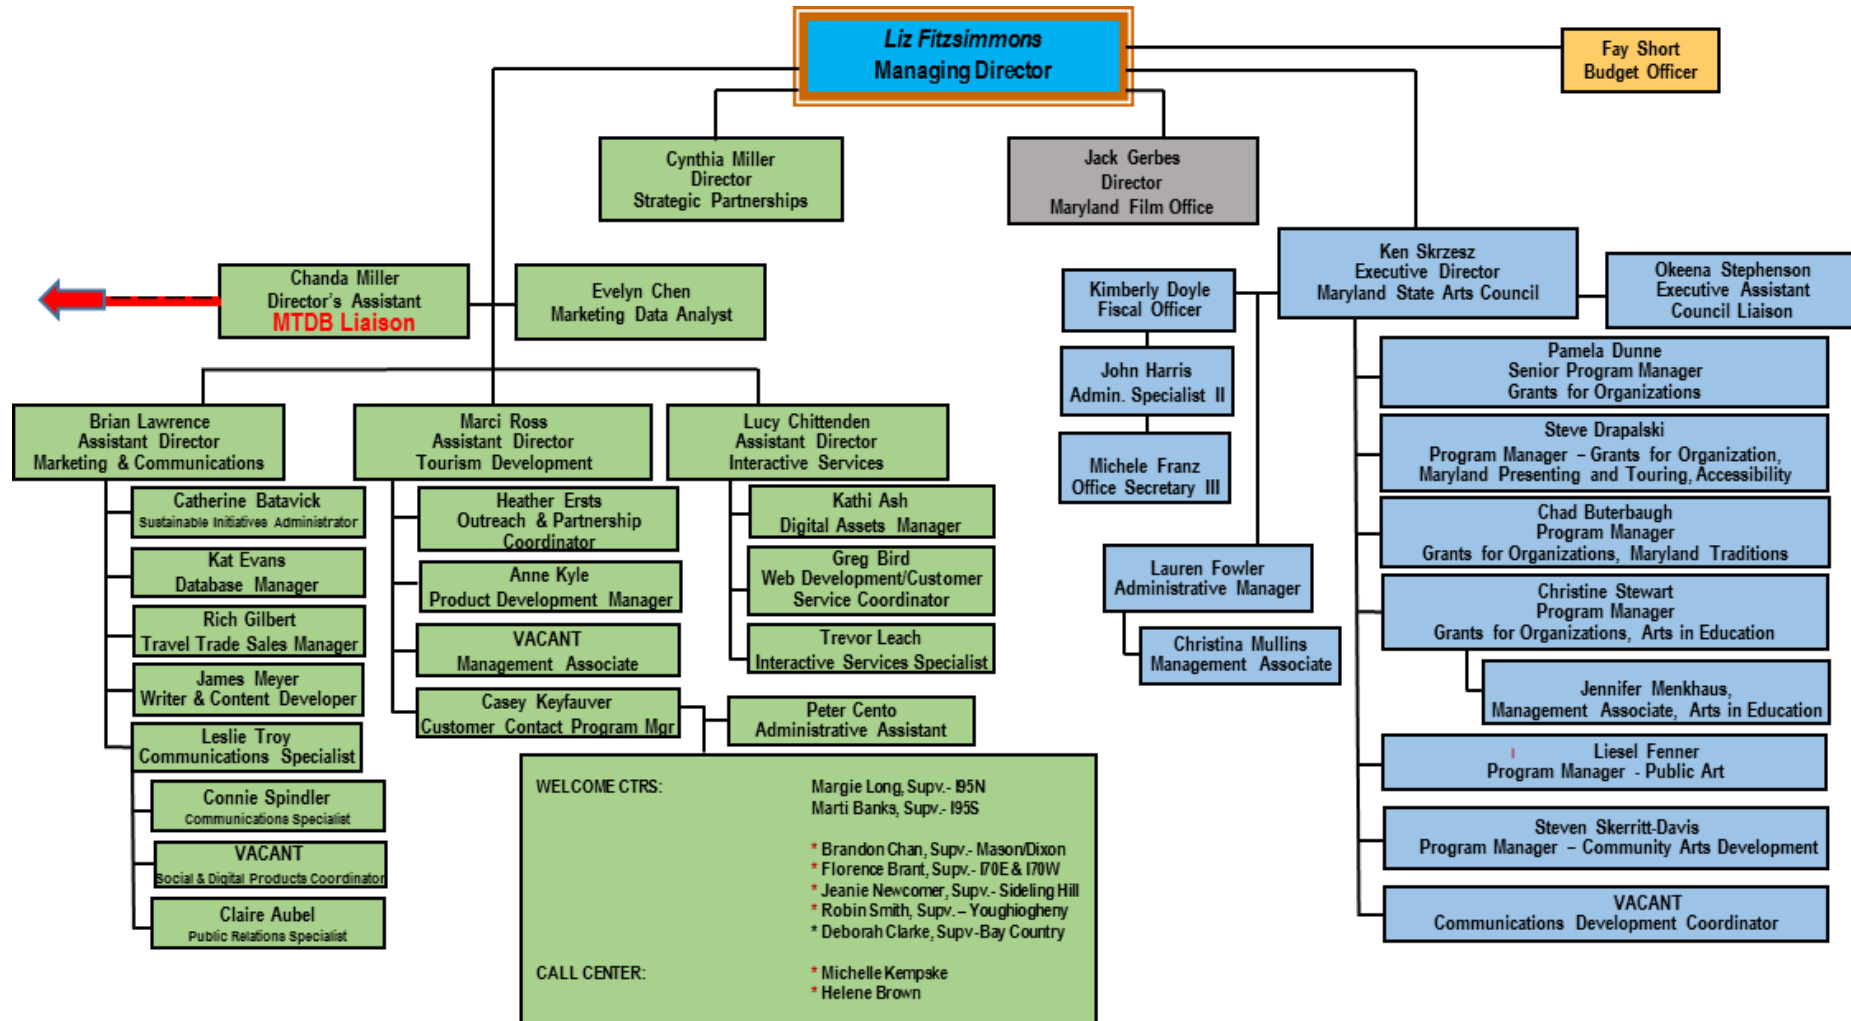 Liz Fitzsimmons
Managing Director
Fay Short
Budget Officer
Cynthia Miller
Director
Strategic Partnerships
Jack Gerbes
Director
Maryland Film Office
Chanda Miller
Director's Assistant
MTDB Liaison
Evelyn Chen
Marketing Data Analyst
Ken Skrzesz
Executive Director
Maryland State Arts Council
Okeena Stephenson
Executive Assistant
Council Liaison
Kimberly Doyle
Fiscal Officer
John Harris
Admin. Specialist II
Michele Franz
Office Secretary III
Lauren Fowler
Administrative Manager
Christina Mullins
Management Associate
Pamela Dunne
Senior Program Manager
Grants for Organizations
Steve Drapalski
Program Manager – Grants for Organization,
Maryland Presenting and Touring, Accessibility
Chad Buterbaugh
Program Manager
Grants for Organizations, Maryland Traditions
Christine Stewart
Program Manager
Grants for Organizations, Arts in Education
Jennifer Menkhaus,
Management Associate, Arts in Education
Liesel Fenner
Program Manager - Public Art
Steven Skerritt-Davis
Program Manager – Community Arts Development
VACANT
Communications Development Coordinator
Brian Lawrence
Assistant Director
Marketing & Communications
Catherine Batavick
Sustainable Initiatives Administrator
Kat Evans
Database Manager
Rich Gilbert
Travel Trade Sales Manager
James Meyer
Writer & Content Developer
Leslie Troy
Communications Specialist
Connie Spindler
Communications Specialist
VACANT
Social & Digital Products Coordinator
Claire Aubel
Public Relations Specialist
Marci Ross
Assistant Director
Tourism Development
Heather Ersts
Outreach & Partnership
Coordinator
Anne Kyle
Product Development Manager
VACANT
Management Associate
Casey Keyfauver
Customer Contact Program Mgr
Peter Cento
Administrative Assistant
Lucy Chittenden
Assistant Director
Interactive Services
Kathi Ash
Digital Assets Manager
Greg Bird
Web Development/Customer
Service Coordinator
Trevor Leach
Interactive Services Specialist
WELCOME CTRS: Margie Long, Supv.- I95N
Marti Banks, Supv.- I95S
* Brandon Chan, Supv.- Mason/Dixon
* Florence Brant, Supv.- I70E & I70W
* Jeanie Newcomer, Supv.- Sideling Hill
* Robin Smith, Supv. – Youghiogheny
* Deborah Clarke, Supv-Bay Country
CALL CENTER: * Michelle Kempske
* Helene Brown